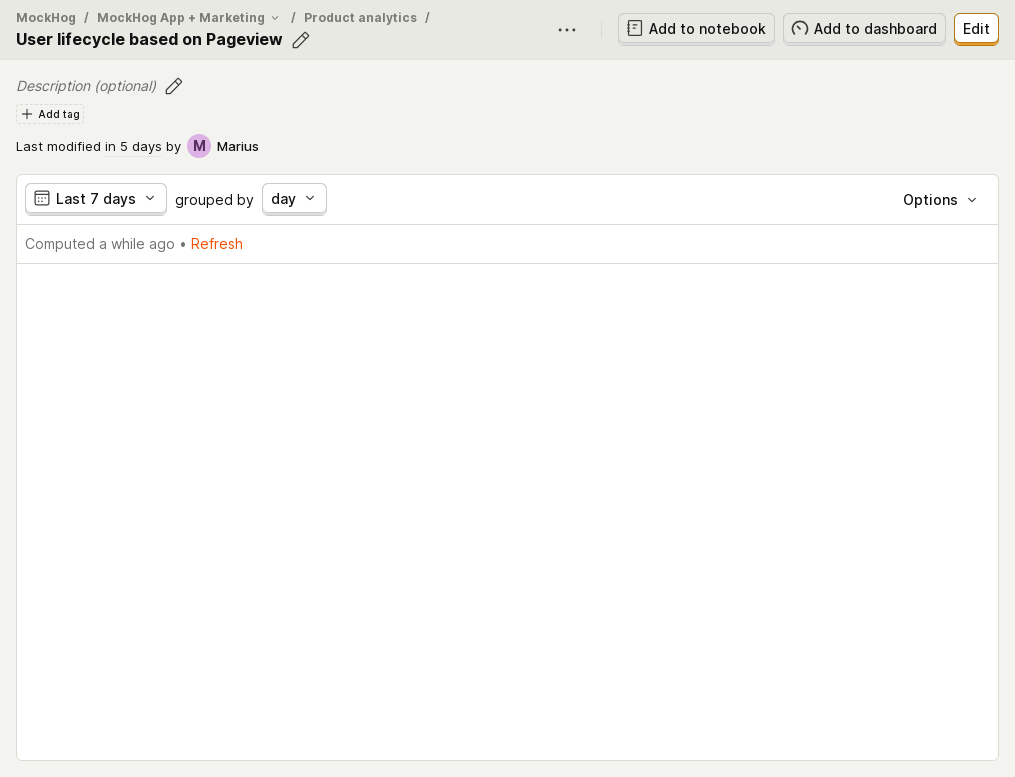 MockHog / MockHog App + Marketing / Product analytics /
User lifecycle based on Pageview
Add to notebook
Add to dashboard
Edit
Description (optional)
Add tag
Last modified in 5 days by M Marius
Last 7 days grouped by day
Options
Computed a while ago • Refresh